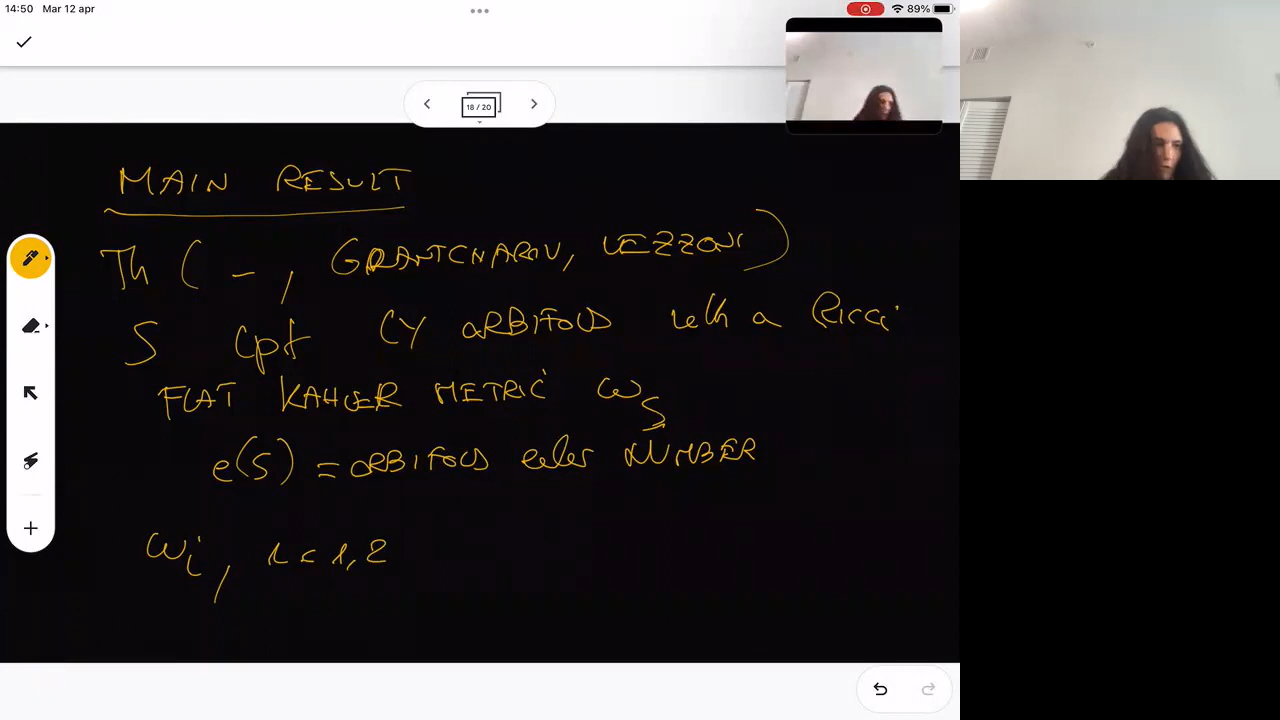 14:50 Mar 12 apr
89%
18 / 20
MAIN RESULT
Th ( – , GRANTCHAROV, VEZZONI )
S cpt CY ORBIFOLD with a Ricci
FLAT KAHLER METRIC ω_S
e(S) = ORBIFOLD euler NUMBER
ω_i, i = 1, 2